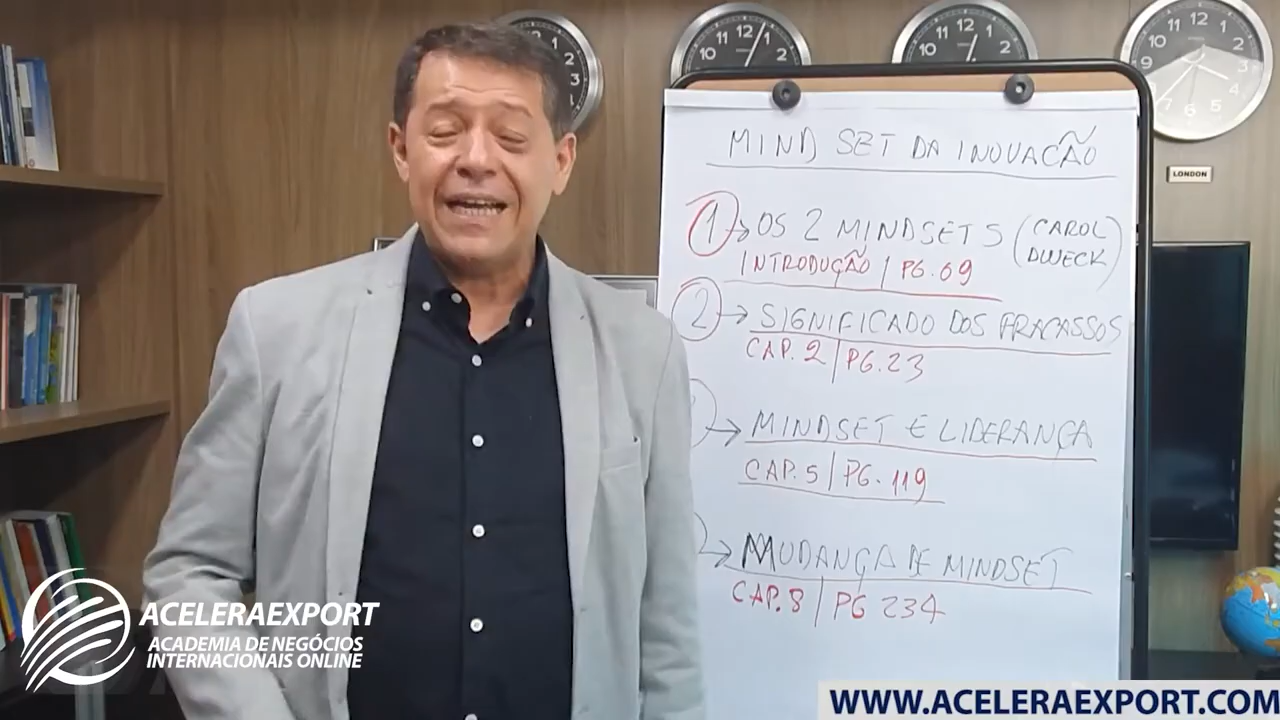 MIND SET DA INOVAÇÃO
1 → OS 2 MINDSETS (CAROL DWECK)
INTRODUÇÃO | PG. 09
2 → SIGNIFICADO DOS FRACASSOS
CAP. 2 | PG. 23
→ MINDSET E LIDERANÇA
CAP. 5 | PG. 119
→ MUDANÇA DE MINDSET
CAP. 8 | PG 234
LONDON
ACELERAEXPORT
ACADEMIA DE NEGÓCIOS
INTERNACIONAIS ONLINE
WWW.ACELERAEXPORT.COM